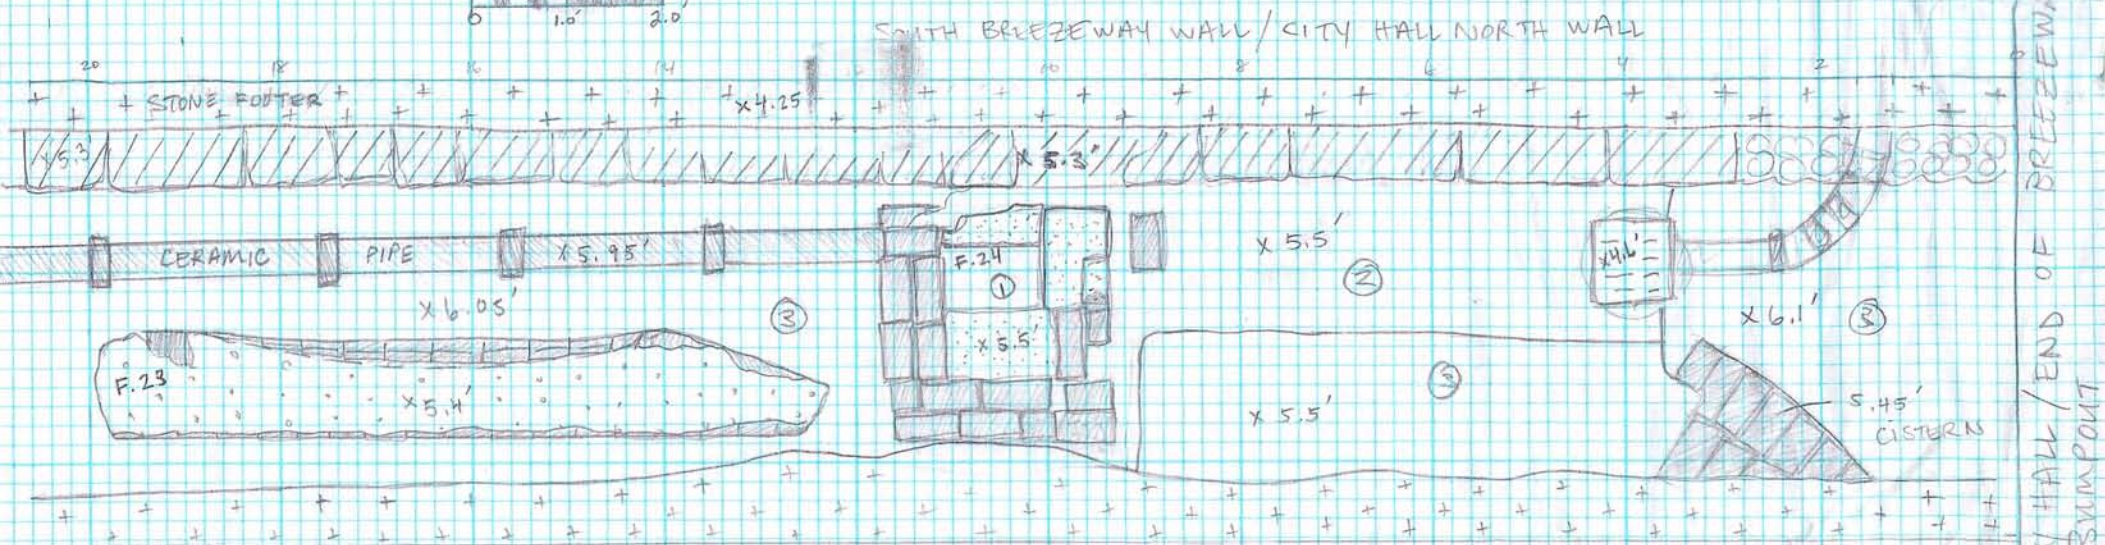 0 1.0' 2.0'
SOUTH BREEZEWAY WALL / CITY HALL NORTH WALL
20 18 16 14 10 8 6 4 2 0
STONE FOOTER
x 4.25
x 5.3'
x 5.3'
CERAMIC PIPE x 5.95'
F.24
①
x 5.5'
②
x 4.6'
x 6.05'
③
x 5.5'
x 6.1' ③
F.23
x 5.4'
x 5.5'
③
5.45'
CISTERN
HALL / END OF BREEZEWA
BUMPOUT